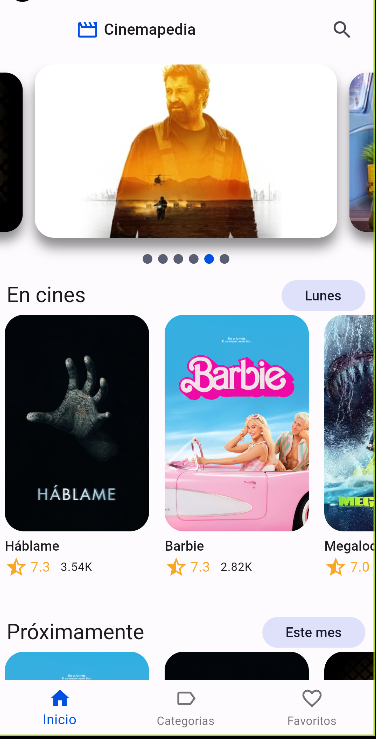 Cinemapedia
En cines
Lunes
HÁBLAME
Barbie
Háblame
Barbie
Megalod
7.3 3.54K
7.3 2.82K
7.0
Próximamente
Este mes
Inicio
Categorias
Favoritos